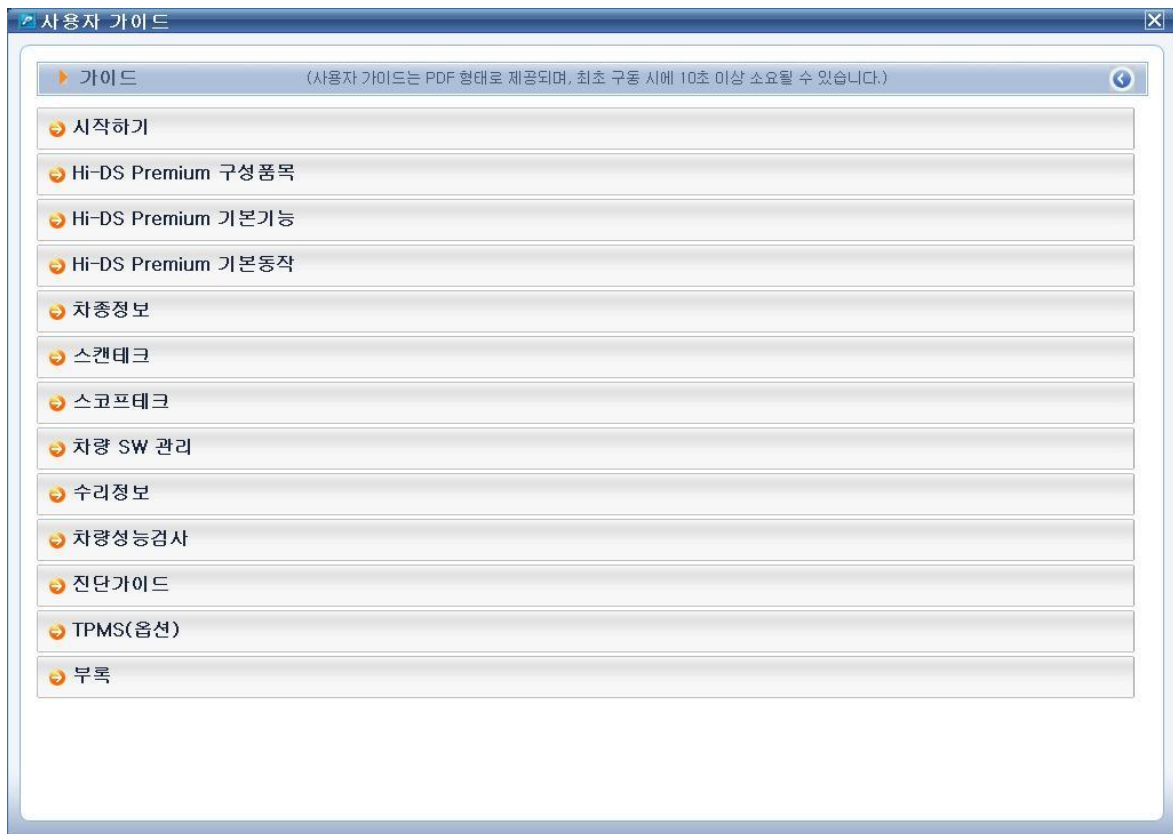 사용자 가이드
가이드 (사용자 가이드는 PDF 형태로 제공되며, 최초 구동 시에 10초 이상 소요될 수 있습니다.)
시작하기
Hi-DS Premium 구성품목
Hi-DS Premium 기본기능
Hi-DS Premium 기본동작
차종정보
스캔테크
스코프테크
차량 SW 관리
수리정보
차량성능검사
진단가이드
TPMS(옵션)
부록